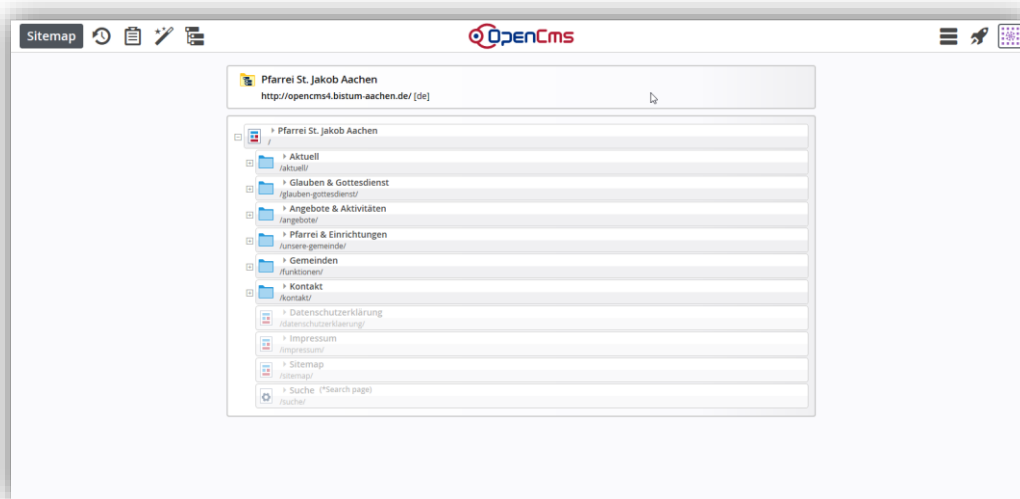 Sitemap
OpenCms
Pfarrei St. Jakob Aachen
http://opencms4.bistum-aachen.de/ [de]
Pfarrei St. Jakob Aachen
/
Aktuell
/aktuell/
Glauben & Gottesdienst
/glauben-gottesdienst/
Angebote & Aktivitäten
/angebote/
Pfarrei & Einrichtungen
/unsere-gemeinde/
Gemeinden
/funktionen/
Kontakt
/kontakt/
Datenschutzerklärung
/datenschutzerklaerung/
Impressum
/impressum/
Sitemap
/sitemap/
Suche (*Search page)
/suche/